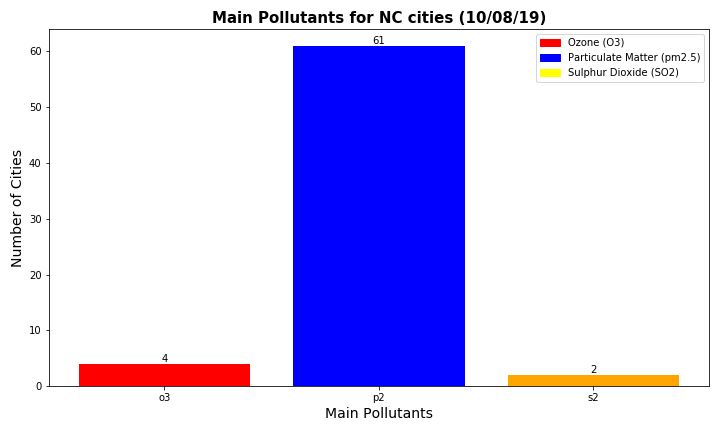 Main Pollutants for NC cities (10/08/19)
Ozone (O3)
Particulate Matter (pm2.5)
Sulphur Dioxide (SO2)
Number of Cities
60
50
40
30
20
10
0
4
61
2
o3
p2
s2
Main Pollutants